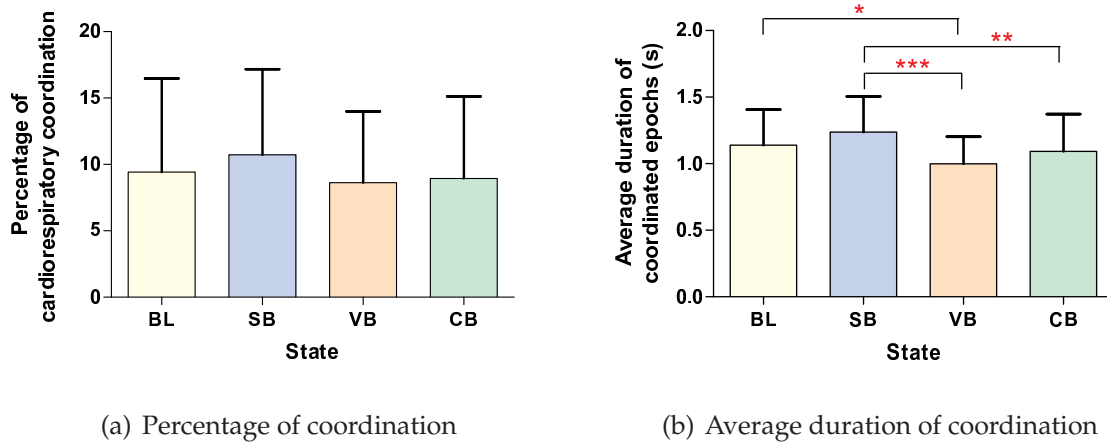 Percentage of
cardiorespiratory coordination
20
15
10
5
0
BL SB VB CB
State
(a) Percentage of coordination
Average duration of
coordinated epochs (s)
2.0
1.5
1.0
0.5
0.0
*
**
***
BL SB VB CB
State
(b) Average duration of coordination